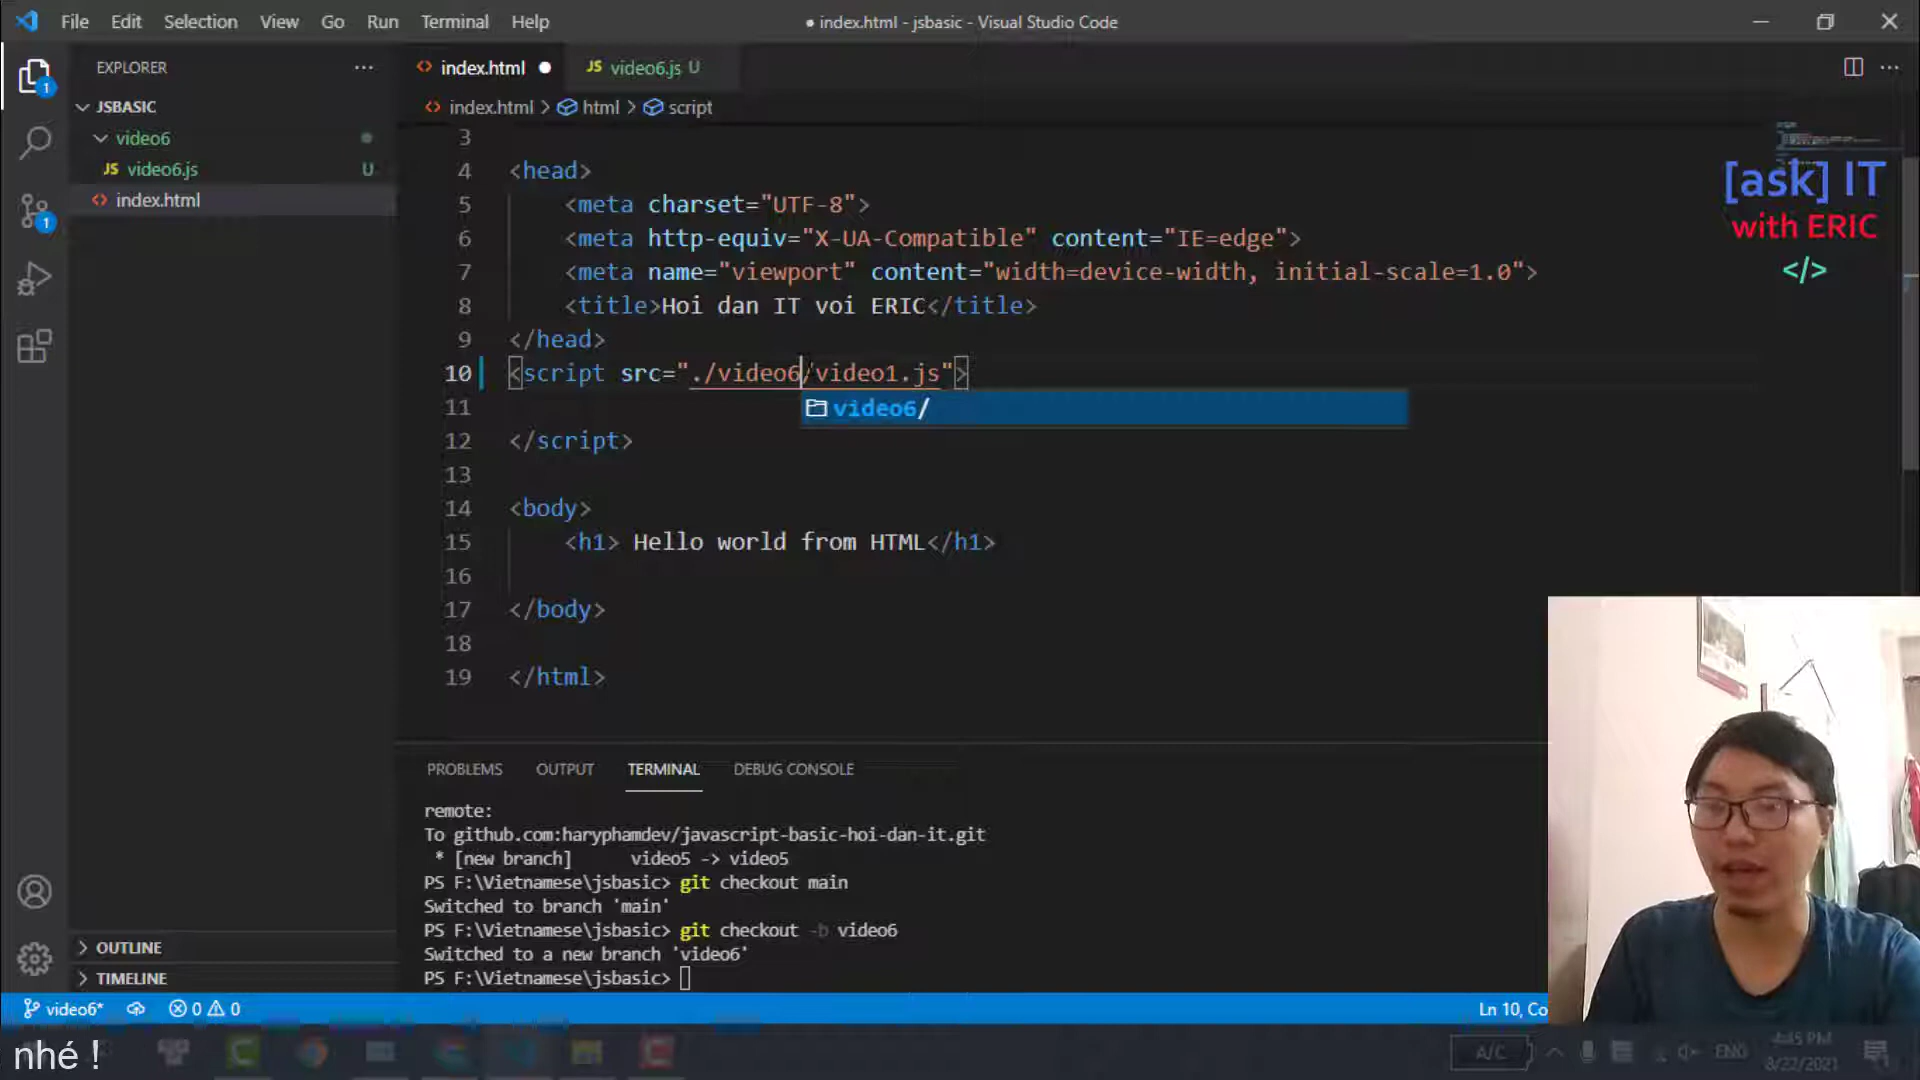 File Edit Selection View Go Run Terminal Help
● index.html - jsbasic - Visual Studio Code
EXPLORER
JSBASIC
video6
JS video6.js U
index.html
OUTLINE
TIMELINE
index.html
JS video6.js U
index.html > html > script
3
4 <head>
5 <meta charset="UTF-8">
6 <meta http-equiv="X-UA-Compatible" content="IE=edge">
7 <meta name="viewport" content="width=device-width, initial-scale=1.0">
8 <title>Hoi dan IT voi ERIC</title>
9 </head>
10 <script src="./video6/video1.js">
video6/
11
12 </script>
13
14 <body>
15 <h1> Hello world from HTML</h1>
16
17 </body>
18
19 </html>
[ask] IT
with ERIC
</>
PROBLEMS OUTPUT TERMINAL DEBUG CONSOLE
remote:
To github.com:haryphamdev/javascript-basic-hoi-dan-it.git
* [new branch] video5 -> video5
PS F:\Vietnamese\jsbasic> git checkout main
Switched to branch 'main'
PS F:\Vietnamese\jsbasic> git checkout -b video6
Switched to a new branch 'video6'
PS F:\Vietnamese\jsbasic>
video6* 0 0
Ln 10, Co
nhé !
A/C
ENG
4:45 PM
8/22/2021
1
1